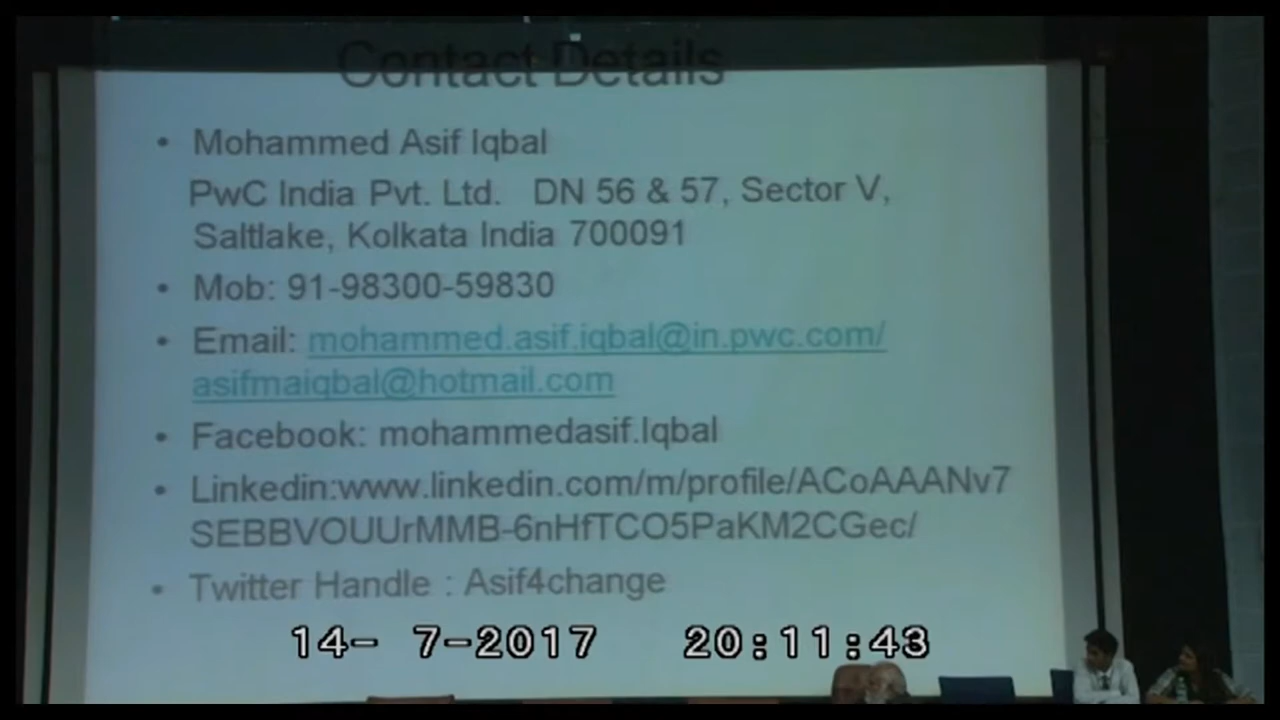 Contact Details
• Mohammed Asif Iqbal
PwC India Pvt. Ltd. DN 56 & 57, Sector V,
Saltlake, Kolkata India 700091
• Mob: 91-98300-59830
• Email: mohammed.asif.iqbal@in.pwc.com/
asifmaiqbal@hotmail.com
• Facebook: mohammedasif.Iqbal
• Linkedin:www.linkedin.com/m/profile/ACoAAANv7
SEBBVOUUrMMB-6nHfTCO5PaKM2CGec/
• Twitter Handle : Asif4change
14- 7-2017 20:11:43